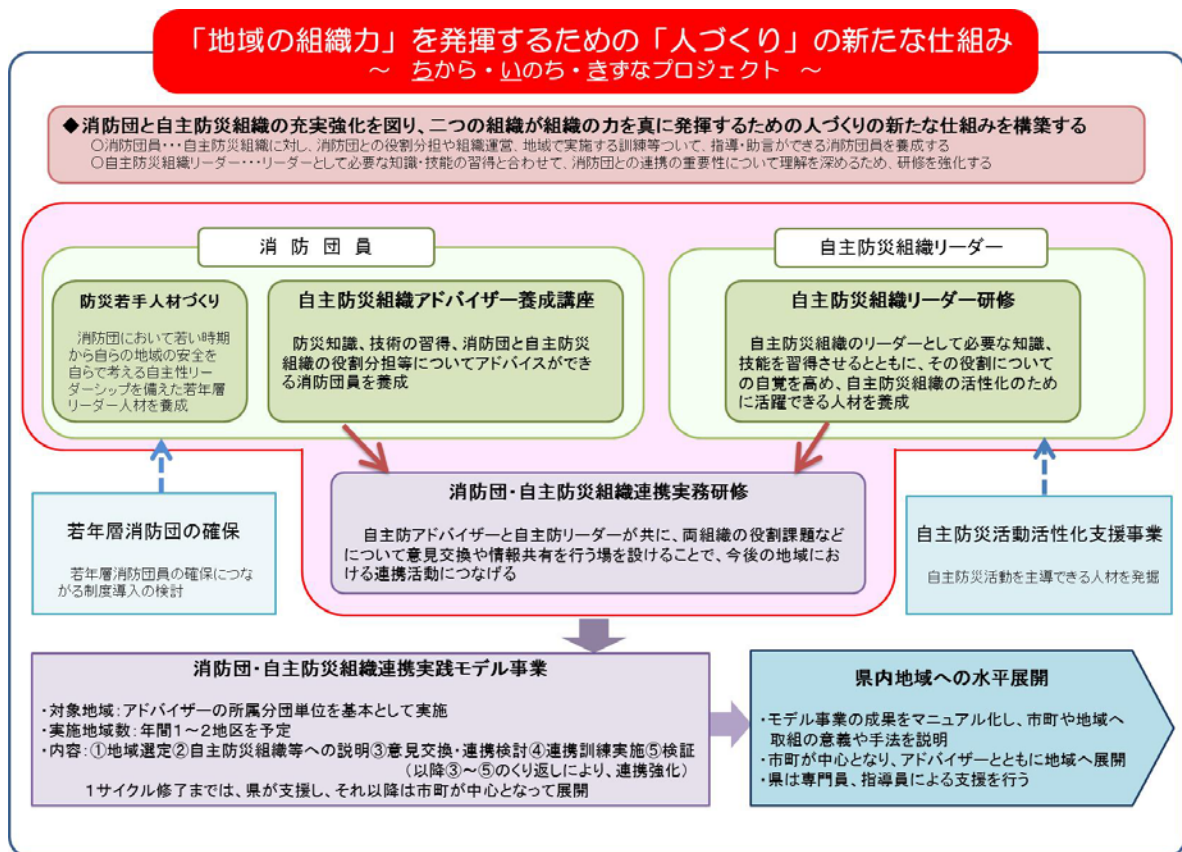 「地域の組織力」を発揮するための「人づくり」の新たな仕組み
～ ちから・いのち・きずなプロジェクト ～
◆消防団と自主防災組織の充実強化を図り、二つの組織が組織の力を真に発揮するための人づくりの新たな仕組みを構築する
○消防団員・・・自主防災組織に対し、消防団との役割分担や組織運営、地域で実施する訓練等ついて、指導・助言ができる消防団員を養成する
○自主防災組織リーダー・・・リーダーとして必要な知識・技能の習得と合わせて、消防団との連携の重要性について理解を深めるため、研修を強化する
消 防 団 員
防災若手人材づくり
消防団において若い時期
から自らの地域の安全を
自らで考える自主性リー
ダーシップを備えた若年層
リーダー人材を養成
自主防災組織アドバイザー養成講座
防災知識、技術の習得、消防団と自主防災
組織の役割分担等についてアドバイスができ
る消防団員を養成
自主防災組織リーダー
自主防災組織リーダー研修
自主防災組織のリーダーとして必要な知識、
技能を習得させるとともに、その役割について
の自覚を高め、自主防災組織の活性化のため
に活躍できる人材を養成
若年層消防団の確保
若年層消防団員の確保につな
がる制度導入の検討
消防団・自主防災組織連携実務研修
自主防アドバイザーと自主防リーダーが共に、両組織の役割課題など
について意見交換や情報共有を行う場を設けることで、今後の地域にお
ける連携活動につなげる
自主防災活動活性化支援事業
自主防災活動を主導できる人材を発掘
消防団・自主防災組織連携実践モデル事業
・対象地域：アドバイザーの所属分団単位を基本として実施
・実施地域数：年間１～２地区を予定
・内容：①地域選定②自主防災組織等への説明③意見交換・連携検討④連携訓練実施⑤検証
（以降③～⑤のくり返しにより、連携強化）
１サイクル修了までは、県が支援し、それ以降は市町が中心となって展開
県内地域への水平展開
・モデル事業の成果をマニュアル化し、市町や地域へ
取組の意義や手法を説明
・市町が中心となり、アドバイザーとともに地域へ展開
・県は専門員、指導員による支援を行う